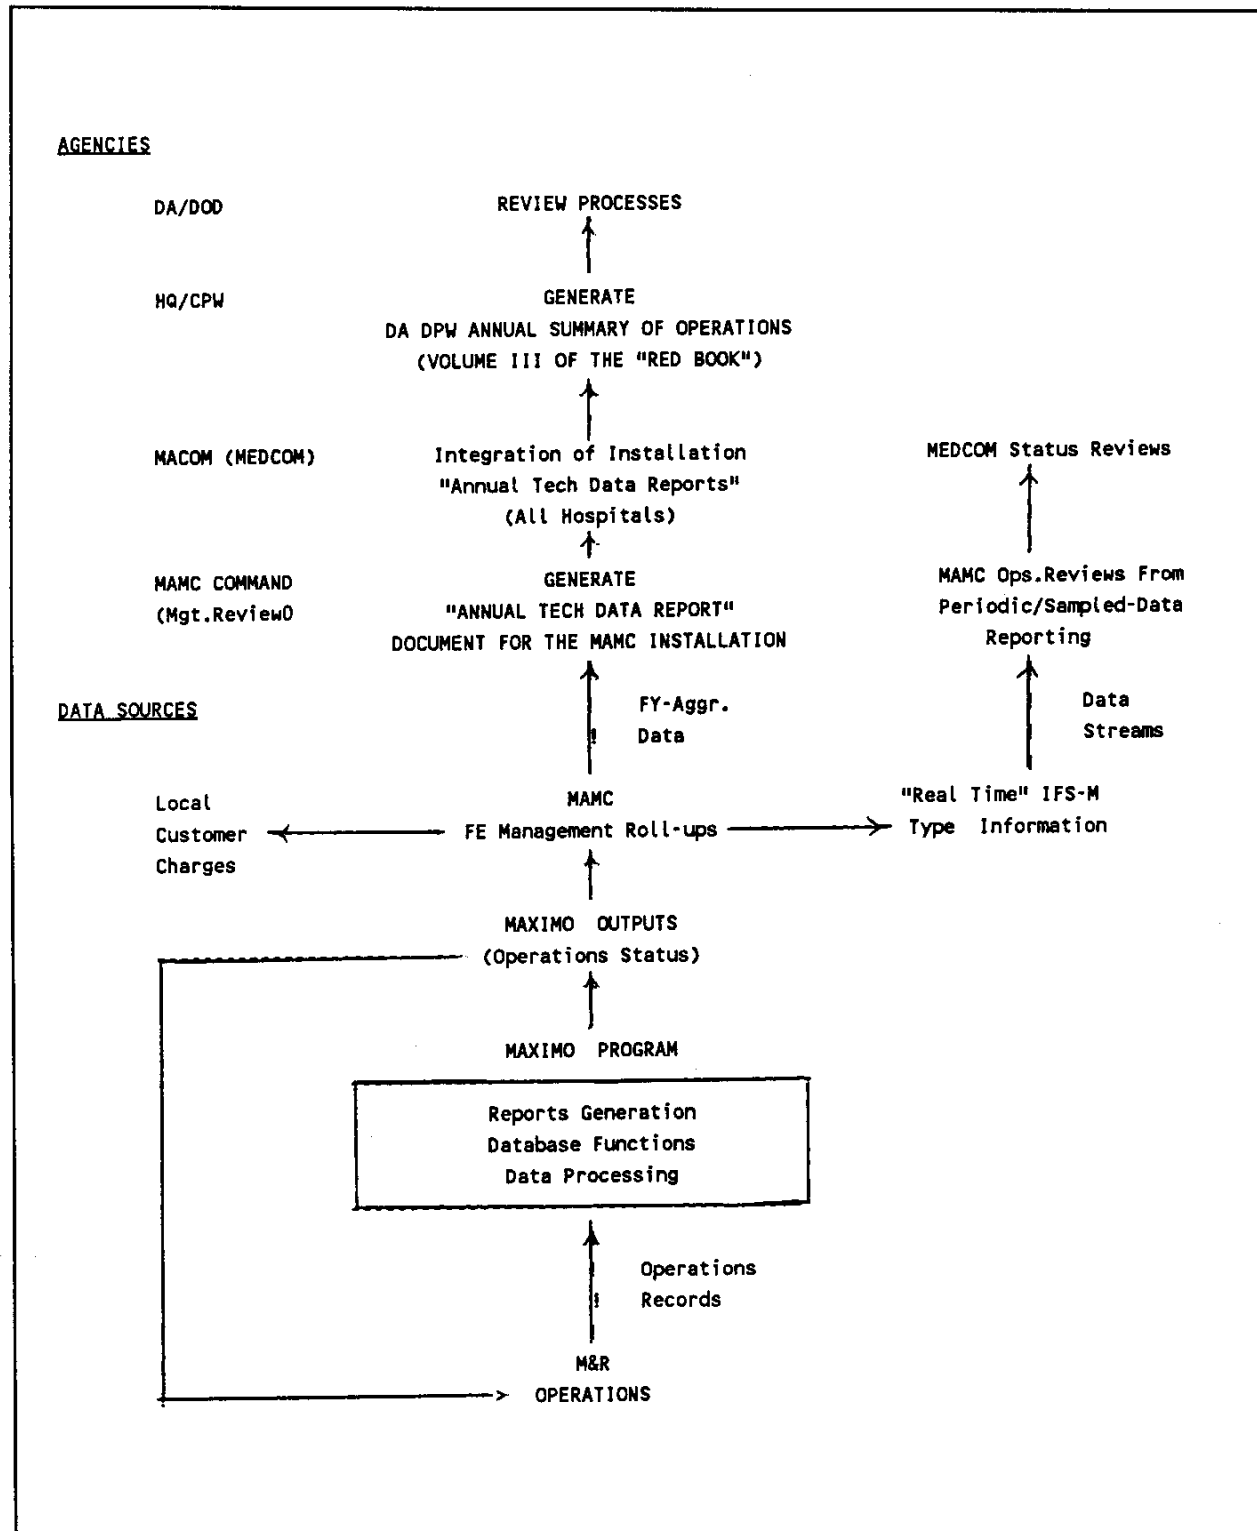 AGENCIES
DA/DOD REVIEW PROCESSES
HQ/CPW GENERATE
DA DPW ANNUAL SUMMARY OF OPERATIONS
(VOLUME III OF THE "RED BOOK")
MACOM (MEDCOM) Integration of Installation MEDCOM Status Reviews
"Annual Tech Data Reports"
(All Hospitals)
MAMC COMMAND GENERATE MAMC Ops.Reviews From
(Mgt.Review0 "ANNUAL TECH DATA REPORT" Periodic/Sampled-Data
DOCUMENT FOR THE MAMC INSTALLATION Reporting
DATA SOURCES FY-Aggr. Data
Data Streams
Local MAMC "Real Time" IFS-M
Customer FE Management Roll-ups Type Information
Charges
MAXIMO OUTPUTS
(Operations Status)
MAXIMO PROGRAM
Reports Generation
Database Functions
Data Processing
Operations
Records
M&R
OPERATIONS